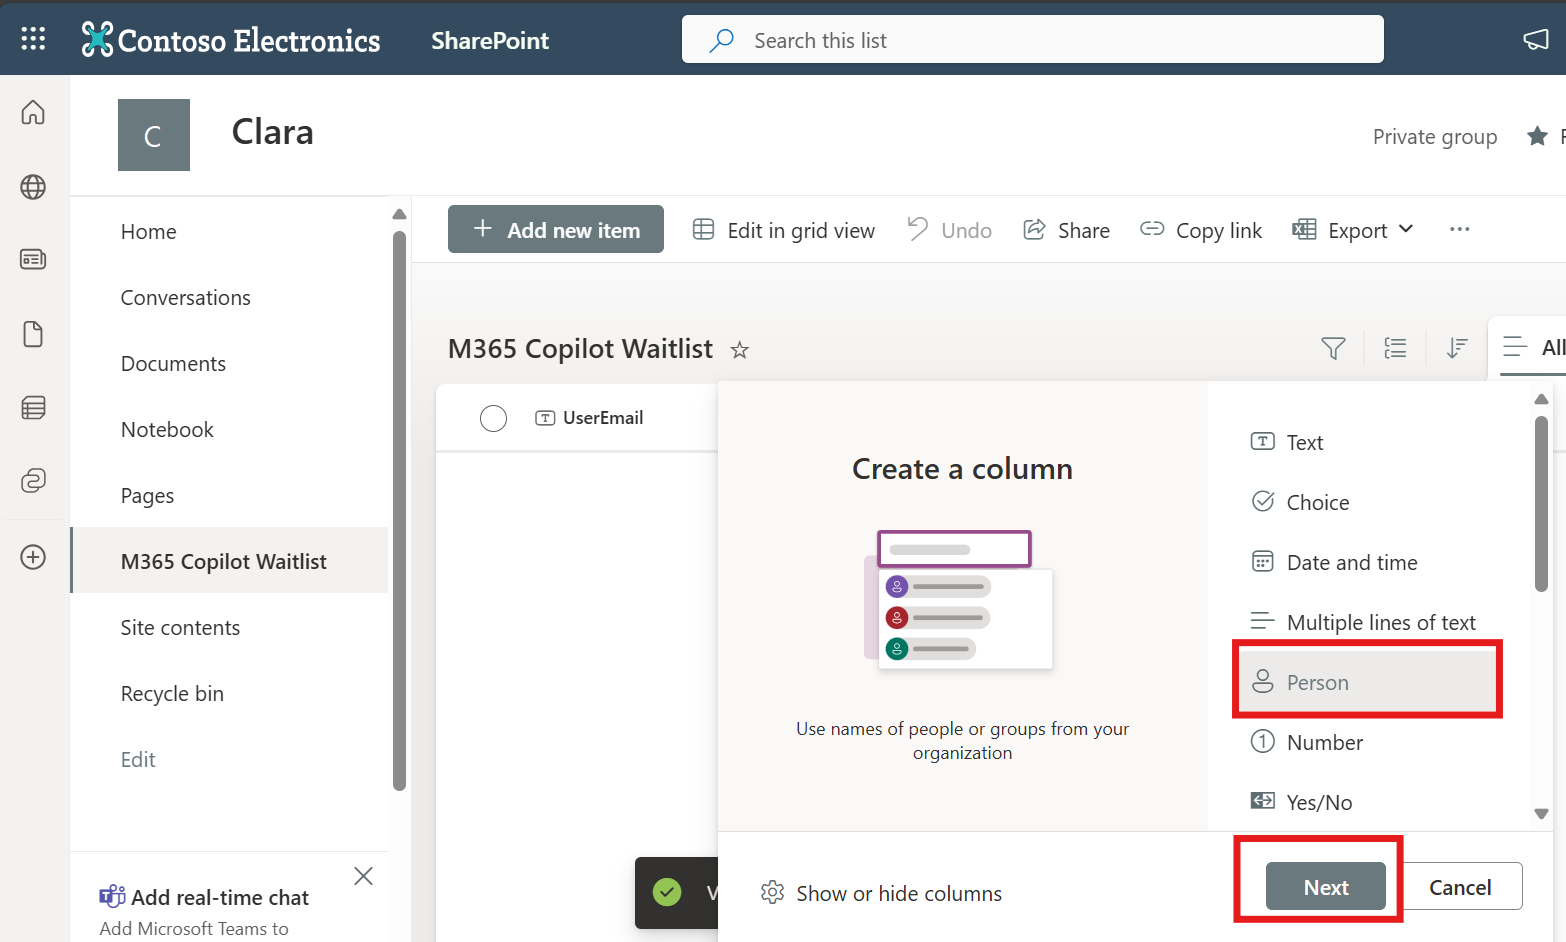 Contoso Electronics
SharePoint
Search this list
C
Clara
Private group
Home
Conversations
Documents
Notebook
Pages
M365 Copilot Waitlist
Site contents
Recycle bin
Edit
Add real-time chat
Add Microsoft Teams to
+ Add new item
Edit in grid view
Undo
Share
Copy link
Export
M365 Copilot Waitlist
All
UserEmail
Create a column
Use names of people or groups from your
organization
Text
Choice
Date and time
Multiple lines of text
Person
Number
Yes/No
Show or hide columns
Next
Cancel